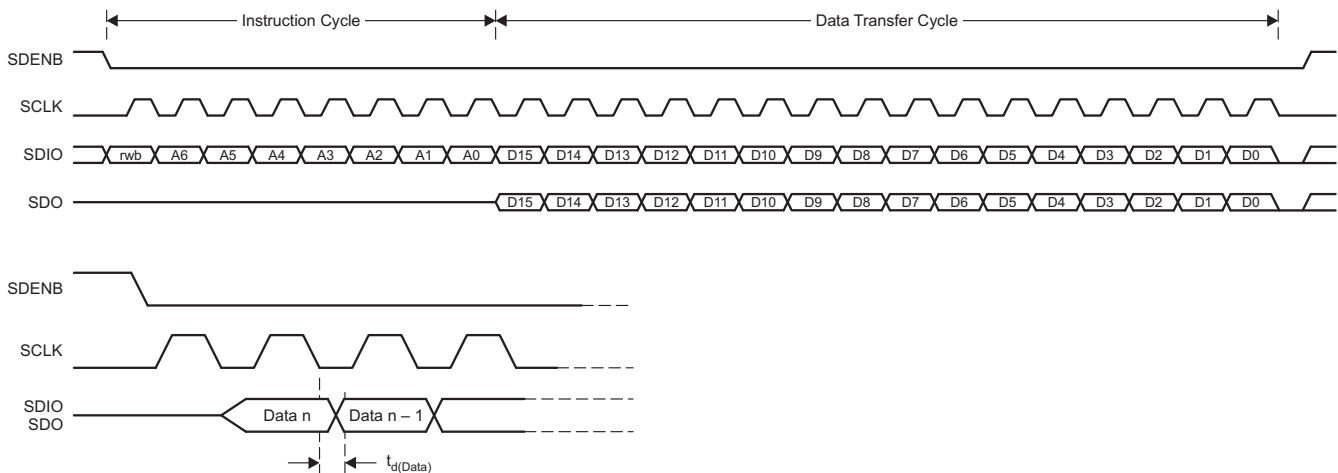 Instruction Cycle Data Transfer Cycle
SDENB
SCLK
SDIO rwb A6 A5 A4 A3 A2 A1 A0 D15 D14 D13 D12 D11 D10 D9 D8 D7 D6 D5 D4 D3 D2 D1 D0
SDO D15 D14 D13 D12 D11 D10 D9 D8 D7 D6 D5 D4 D3 D2 D1 D0
SDENB
SCLK
SDIO
SDO
Data n Data n – 1
td(Data)